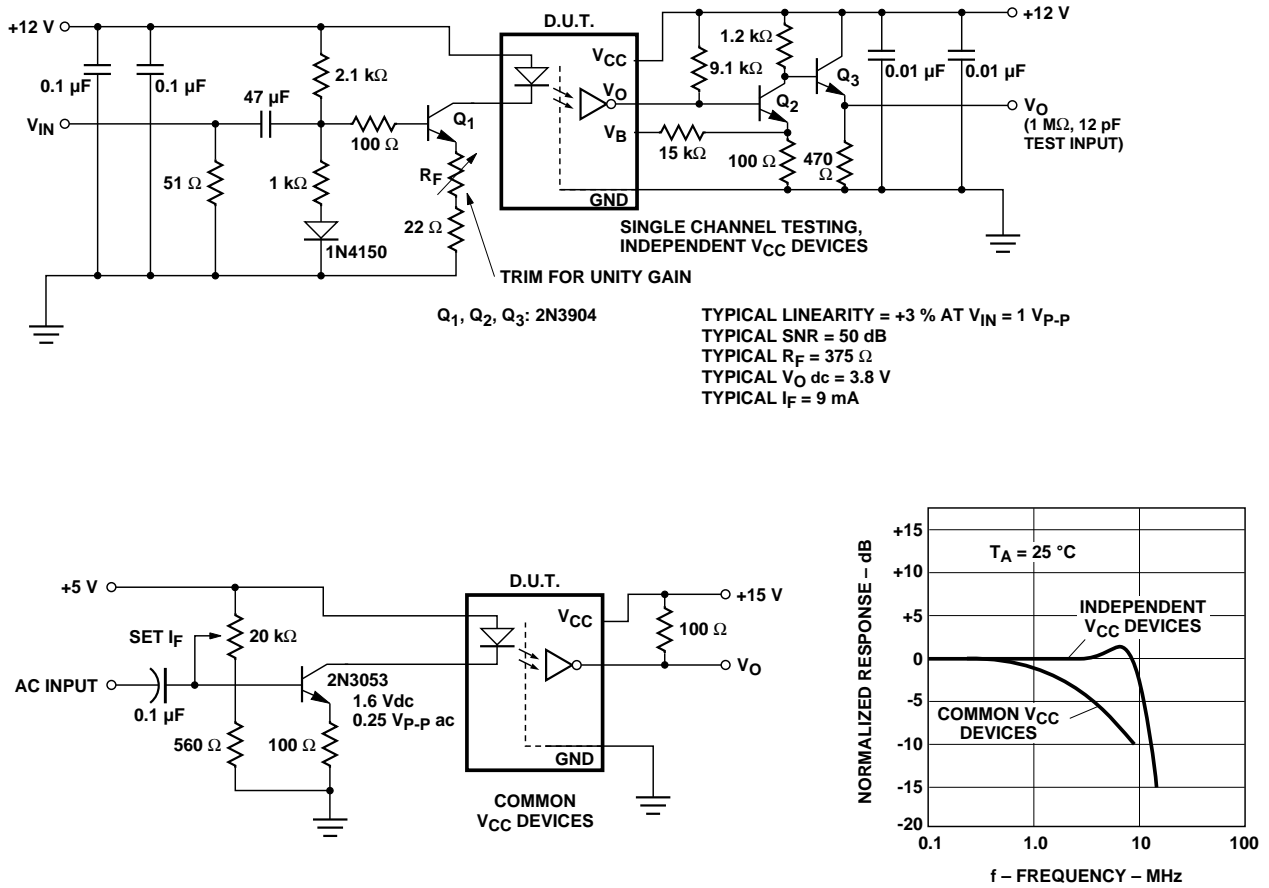 +12 V
0.1 µF
0.1 µF
2.1 kΩ
47 µF
V_IN
51 Ω
100 Ω
1 kΩ
1N4150
Q1
R_F
22 Ω
D.U.T.
V_CC
V_O
V_B
GND
+12 V
1.2 kΩ
9.1 kΩ
Q3
Q2
15 kΩ
100 Ω
470
Ω
0.01 µF
0.01 µF
V_O
(1 MΩ, 12 pF
TEST INPUT)
TRIM FOR UNITY GAIN
SINGLE CHANNEL TESTING,
INDEPENDENT V_CC DEVICES
Q1, Q2, Q3: 2N3904
TYPICAL LINEARITY = +3 % AT V_IN = 1 V_P-P
TYPICAL SNR = 50 dB
TYPICAL R_F = 375 Ω
TYPICAL V_O dc = 3.8 V
TYPICAL I_F = 9 mA
+5 V
SET I_F
20 kΩ
AC INPUT
0.1 µF
2N3053
1.6 Vdc
0.25 V_P-P ac
560 Ω
100 Ω
D.U.T.
V_CC
GND
+15 V
100 Ω
V_O
COMMON
V_CC DEVICES
NORMALIZED RESPONSE – dB
+15
+10
+5
0
-5
-10
-15
-20
T_A = 25 °C
INDEPENDENT
V_CC DEVICES
COMMON V_CC
DEVICES
0.1
1.0
10
100
f – FREQUENCY – MHz